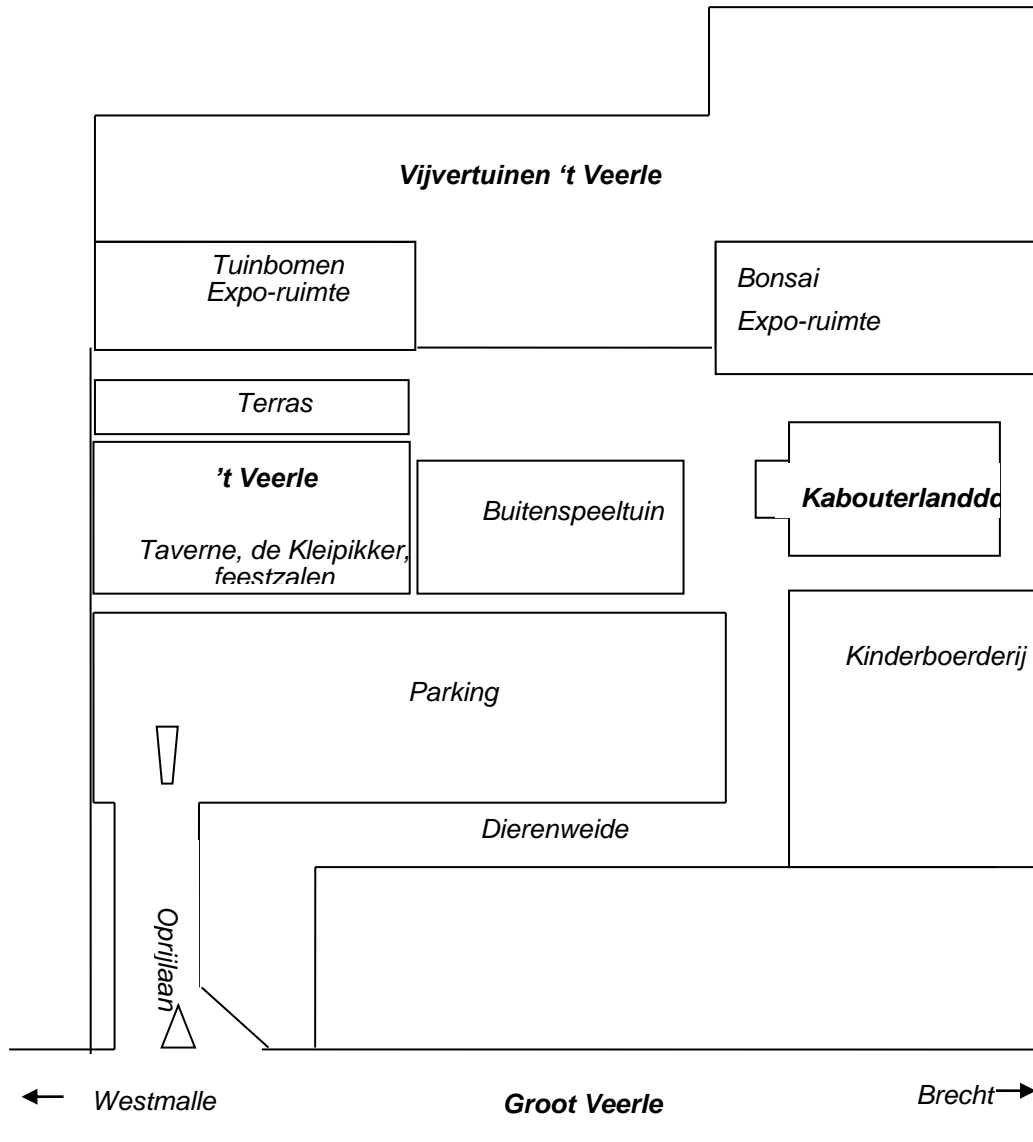 Vijvertuinen ‘t Veerle
Tuinbomen
Expo-ruimte
Bonsai
Expo-ruimte
Terras
’t Veerle
Taverne, de Kleipikker,
feestzalen
Buitenspeeltuin
Kabouterlanddd
Kinderboerderij
Parking
Dierenweide
Oprijlaan
Westmalle
Groot Veerle
Brecht